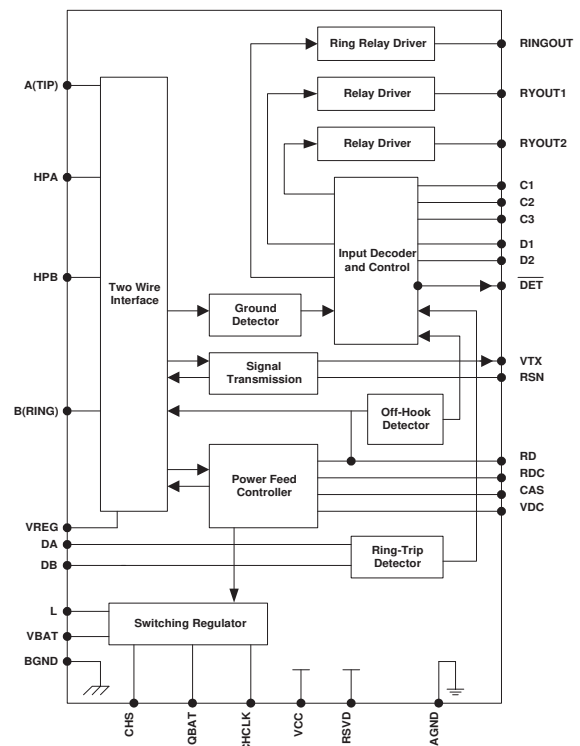 Ring Relay Driver
RINGOUT
A(TIP)
Relay Driver
RYOUT1
Relay Driver
RYOUT2
HPA
C1
C2
C3
Input Decoder
and Control
D1
D2
HPB
Two Wire
Interface
DET
Ground
Detector
Signal
Transmission
VTX
RSN
B(RING)
Off-Hook
Detector
RD
Power Feed
Controller
RDC
CAS
VDC
VREG
DA
DB
Ring-Trip
Detector
L
Switching Regulator
VBAT
BGND
CHS
QBAT
CHCLK
VCC
RSVD
AGND